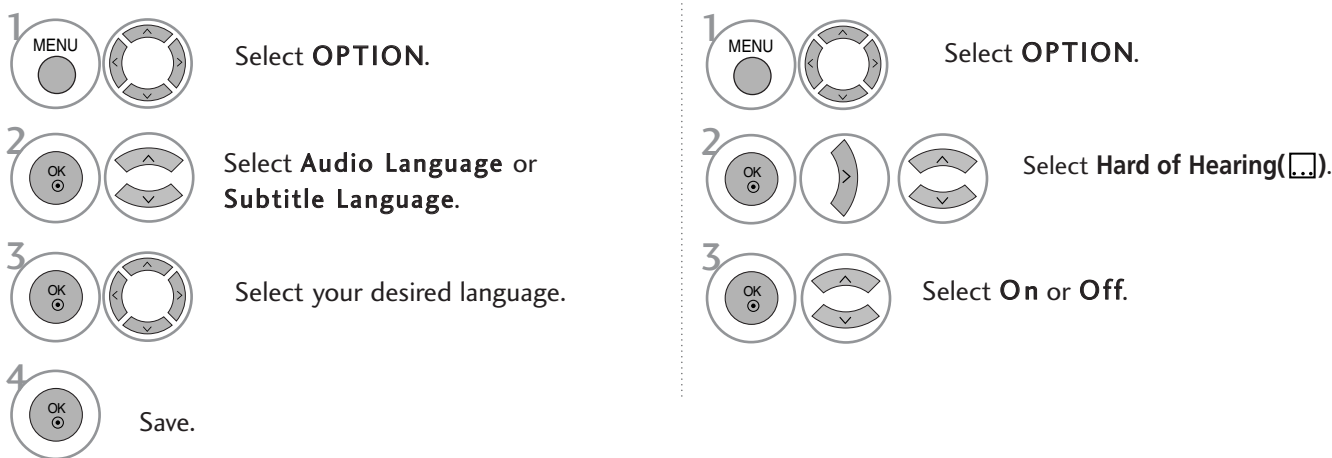 1
MENU
Select OPTION.
2
OK
Select Audio Language or
Subtitle Language.
3
OK
Select your desired language.
4
OK
Save.
1
MENU
Select OPTION.
2
OK
Select Hard of Hearing(...).
3
OK
Select On or Off.